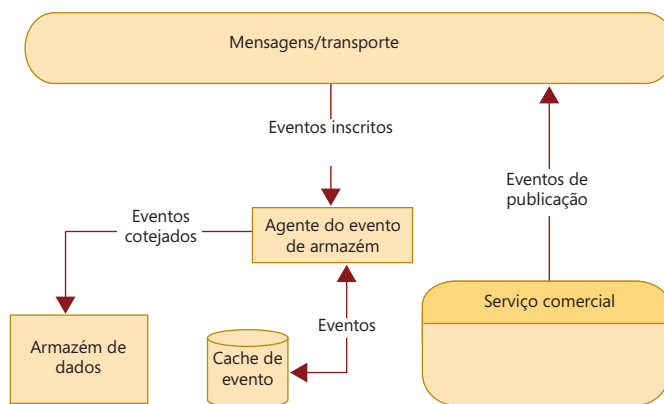 Mensagens/transporte
Eventos inscritos
Eventos de
publicação
Eventos
cotejados
Agente do evento
de armazém
Serviço comercial
Eventos
Armazém de
dados
Cache de
evento